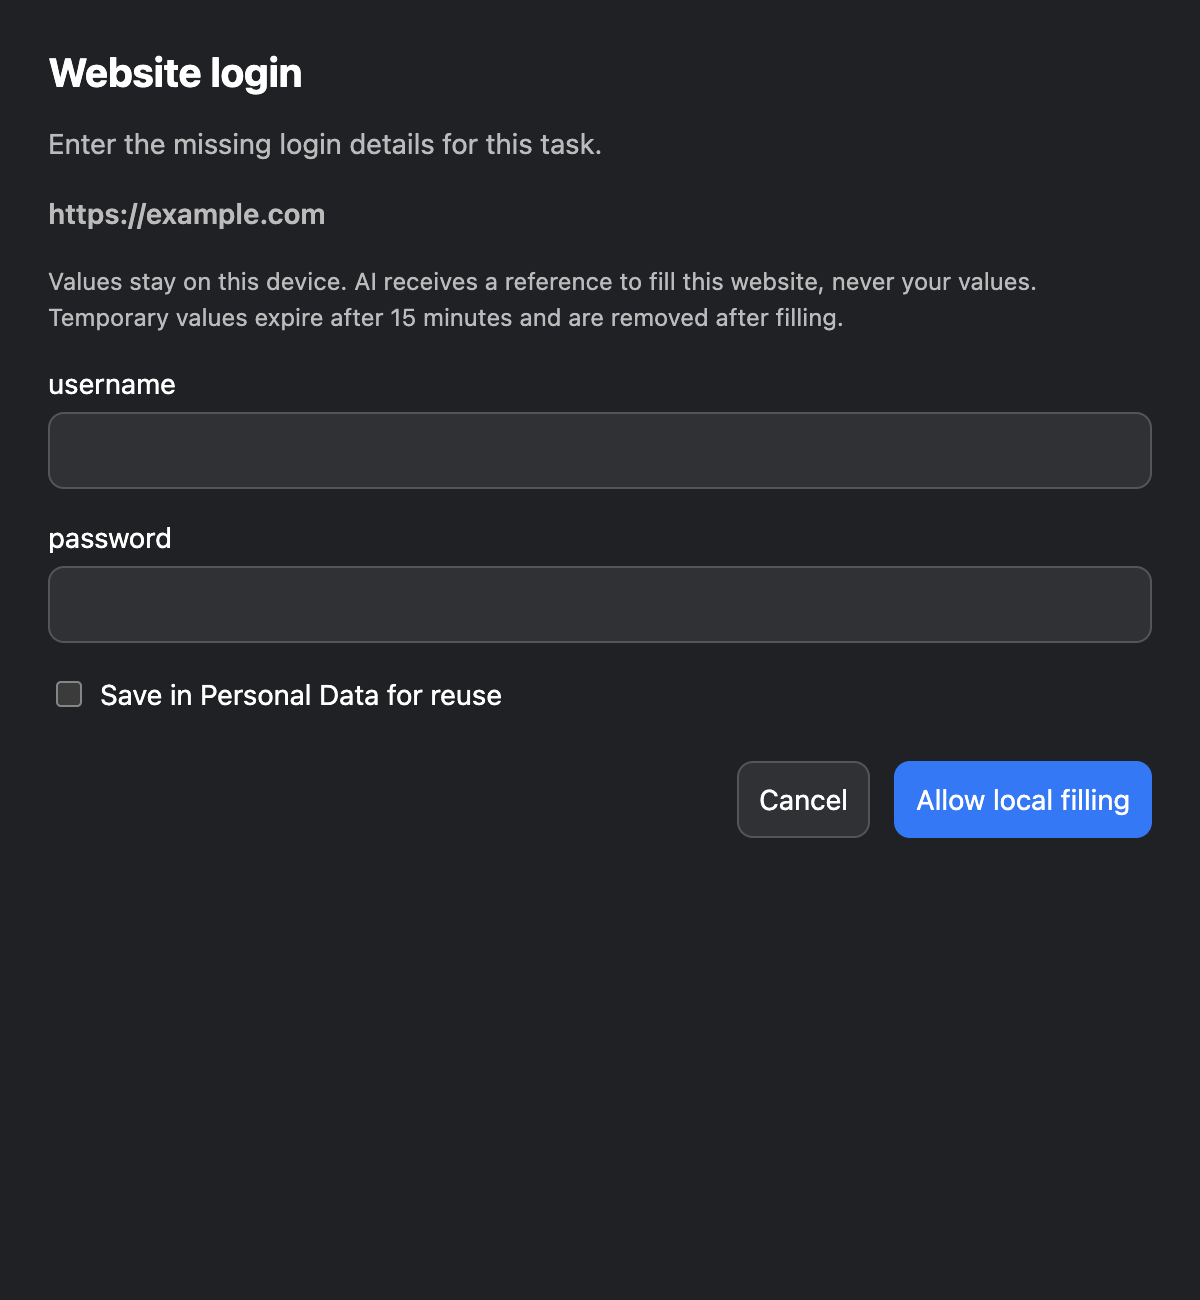 Website login
Enter the missing login details for this task.
https://example.com
Values stay on this device. AI receives a reference to fill this website, never your values.
Temporary values expire after 15 minutes and are removed after filling.
username
password
Save in Personal Data for reuse
Cancel
Allow local filling